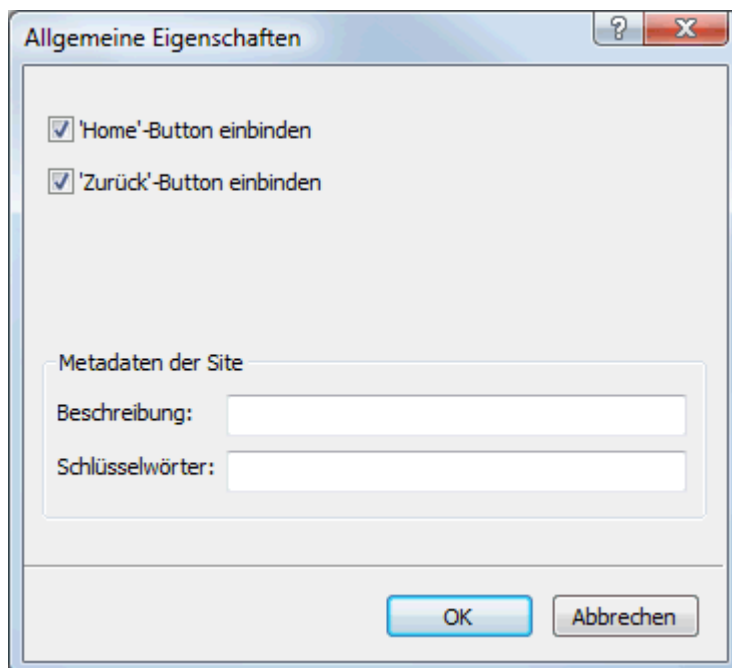 Allgemeine Eigenschaften
'Home'-Button einbinden
'Zurück'-Button einbinden
Metadaten der Site
Beschreibung:
Schlüsselwörter:
OK Abbrechen